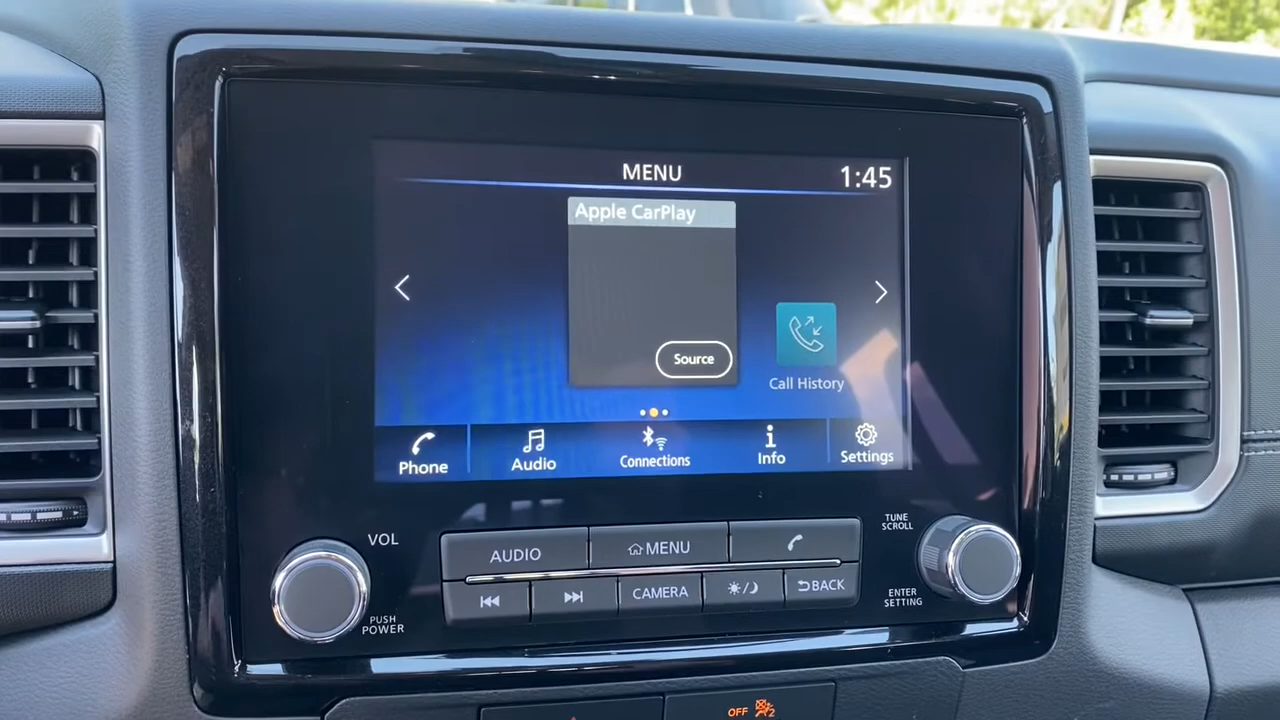 MENU
1:45
Apple CarPlay
Source
Call History
Phone
Audio
Connections
Info
Settings
VOL
PUSH
POWER
AUDIO
MENU
CAMERA
BACK
TUNE
SCROLL
ENTER
SETTING
OFF
2